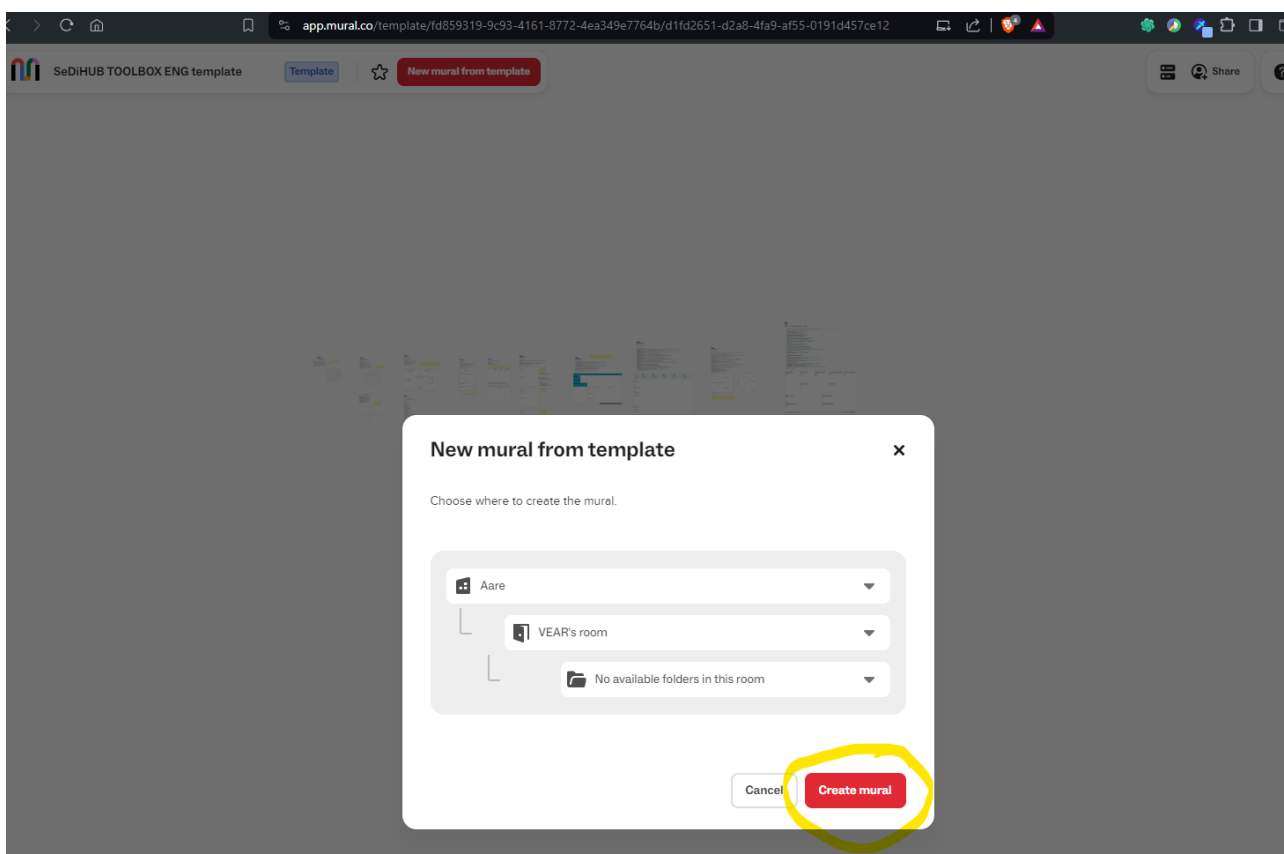 app.mural.co/template/fd859319-9c93-4161-8772-4ea349e7764b/d1fd2651-d2a8-4fa9-af55-0191d457ce12
SeDiHUB TOOLBOX ENG template
Template
New mural from template
Share
New mural from template
Choose where to create the mural.
Aare
VEAR's room
No available folders in this room
Cancel
Create mural